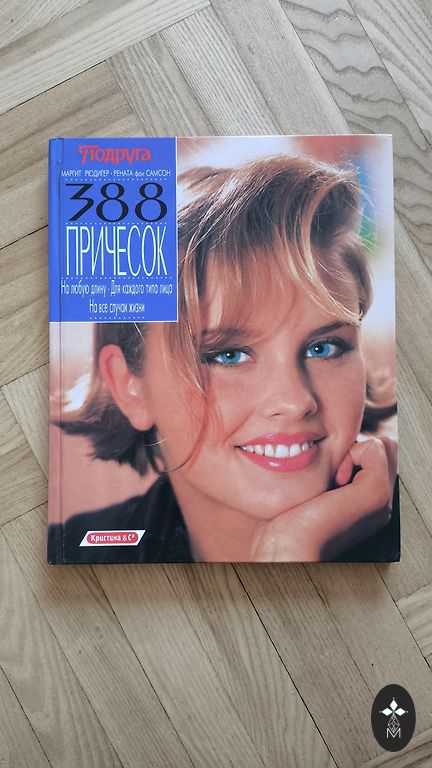 Подруга
МАРГИТ РЮДИГЕР · РЕНАТА фон САМСОН
388
ПРИЧЕСОК
На любую длину · Для каждого типа лица
На все случаи жизни
Кристина & Cº
M